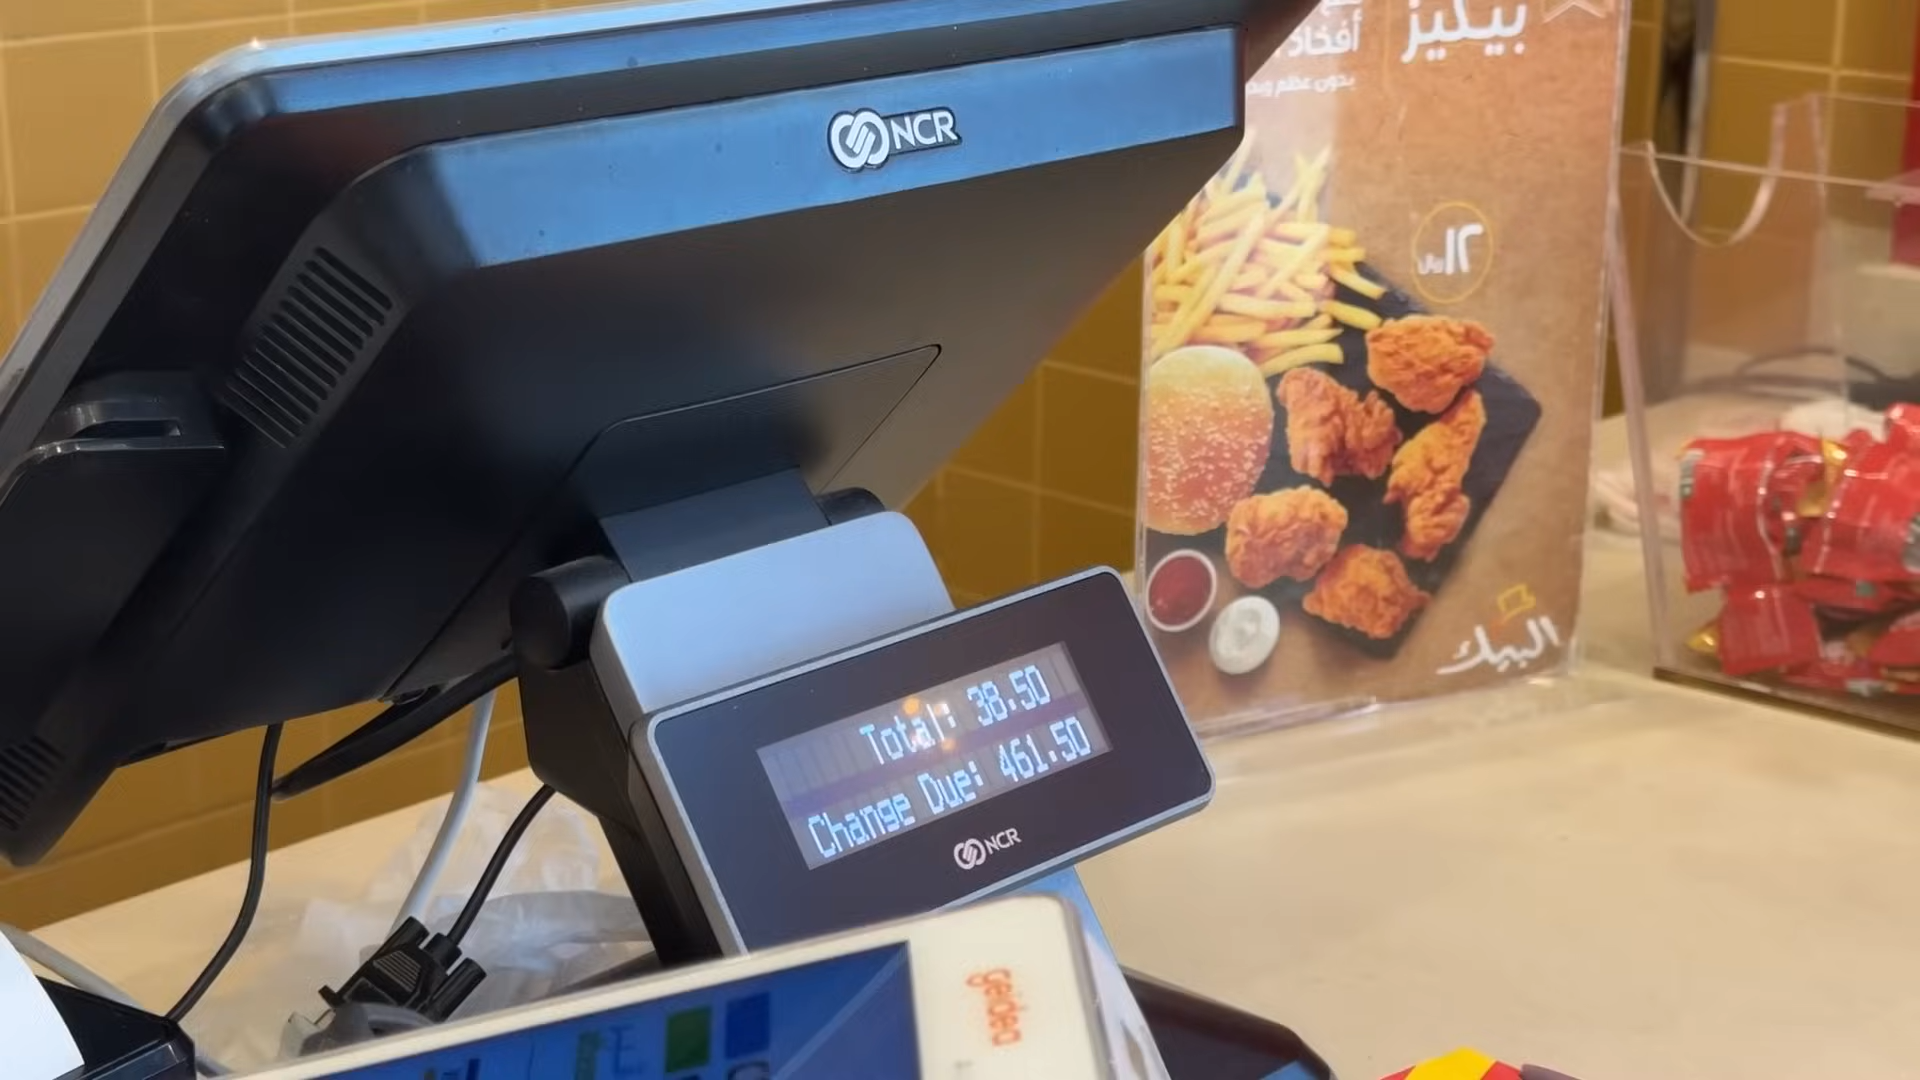 NCR
بيكيز
أفخاذ
بدون عظم
١٢ ريال
البيك
Total: 38.50
Change Due: 461.50
NCR
geidea